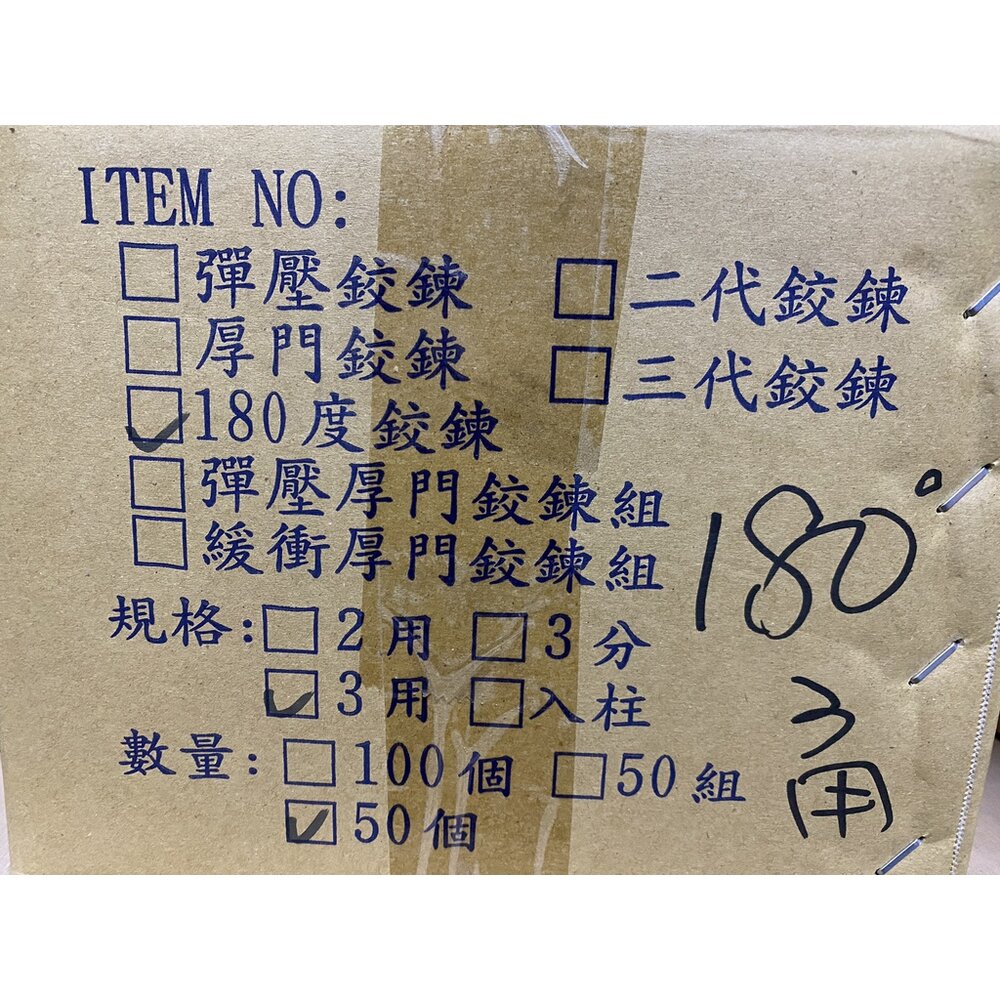 ITEM NO:
□彈壓鉸鍊 □二代鉸鍊
□厚門鉸鍊 □三代鉸鍊
☑180度鉸鍊
□彈壓厚門鉸鍊組
□緩衝厚門鉸鍊組
180°
規格:□2用 □3分
☑3用 □入柱
3用
數量:□100個 □50組
☑50個